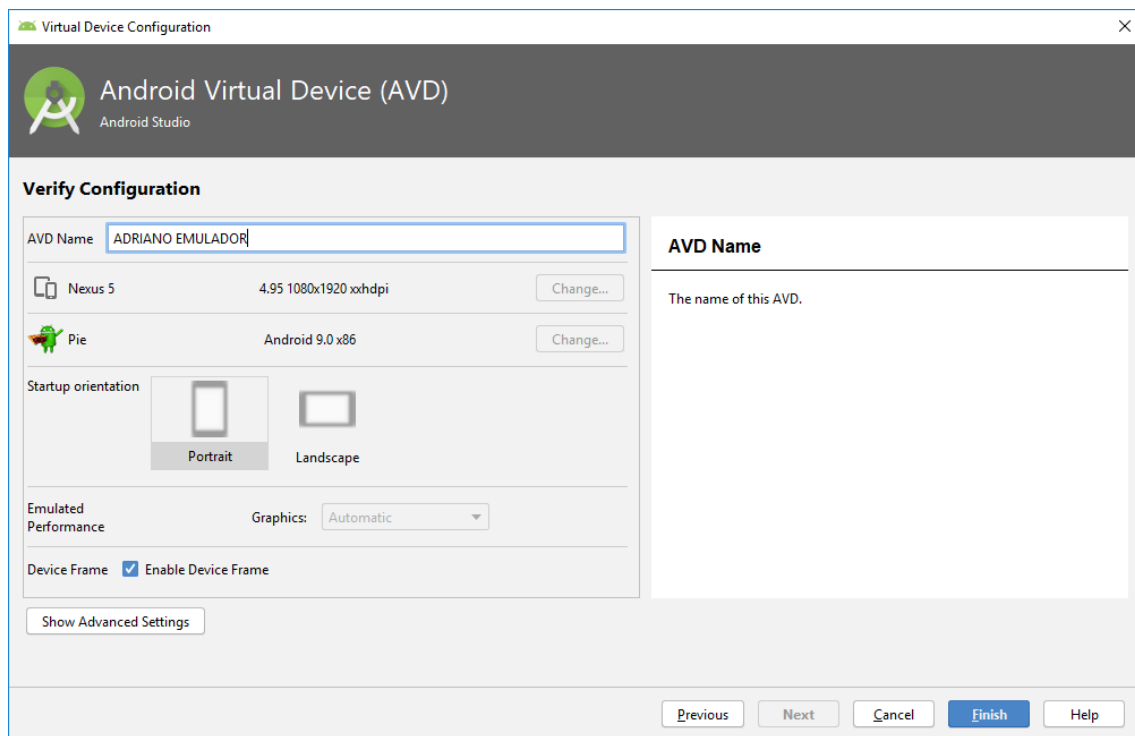 Virtual Device Configuration
Android Virtual Device (AVD)
Android Studio
Verify Configuration
AVD Name ADRIANO EMULADOR
Nexus 5 4.95 1080x1920 xxhdpi Change...
Pie Android 9.0 x86 Change...
Startup orientation
Portrait Landscape
Emulated
Performance Graphics: Automatic
Device Frame Enable Device Frame
Show Advanced Settings
AVD Name
The name of this AVD.
Previous Next Cancel Finish Help